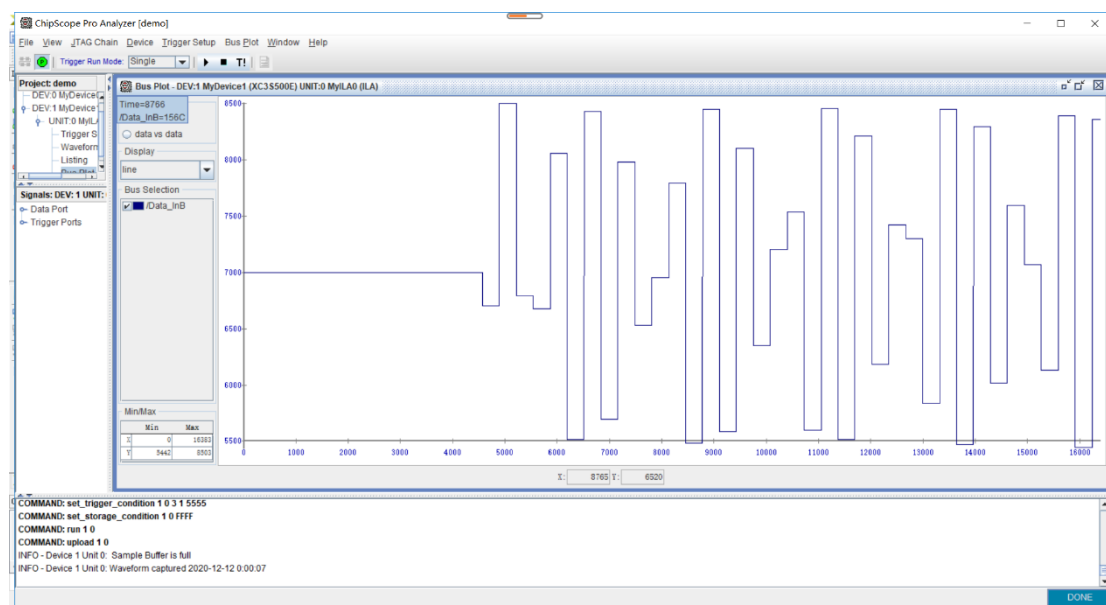 ChipScope Pro Analyzer [demo]
File View JTAG Chain Device Trigger Setup Bus Plot Window Help
Trigger Run Mode: Single T!
Project: demo
DEV:0 MyDevice
DEV:1 MyDevice
UNIT:0 MyIL
Trigger S
Waveform
Listing
Bus Plot
Signals: DEV: 1 UNIT:
Data Port
Trigger Ports
Bus Plot - DEV:1 MyDevice1 (XC3S500E) UNIT:0 MyILA0 (ILA)
Time=8766
/Data_InB=156C
data vs data
Display
line
Bus Selection
/Data_InB
Min/Max
Min Max
X 0 16383
Y 5442 8503
8500
8000
7500
7000
6500
6000
5500
0 1000 2000 3000 4000 5000 6000 7000 8000 9000 10000 11000 12000 13000 14000 15000 16000
X: 8765 Y: 6520
COMMAND: set_trigger_condition 1 0 3 1 5555
COMMAND: set_storage_condition 1 0 FFFF
COMMAND: run 1 0
COMMAND: upload 1 0
INFO - Device 1 Unit 0: Sample Buffer is full
INFO - Device 1 Unit 0: Waveform captured 2020-12-12 0:00:07
DONE